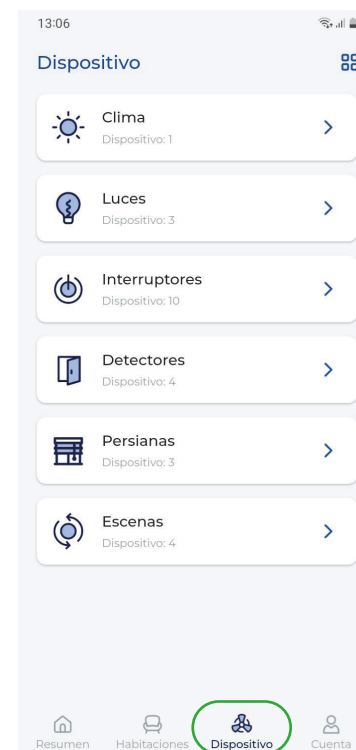 13:06
Dispositivo
Clima
Dispositivo: 1
Luces
Dispositivo: 3
Interruptores
Dispositivo: 10
Detectores
Dispositivo: 4
Persianas
Dispositivo: 3
Escenas
Dispositivo: 4
Resumen Habitaciones Dispositivo Cuenta